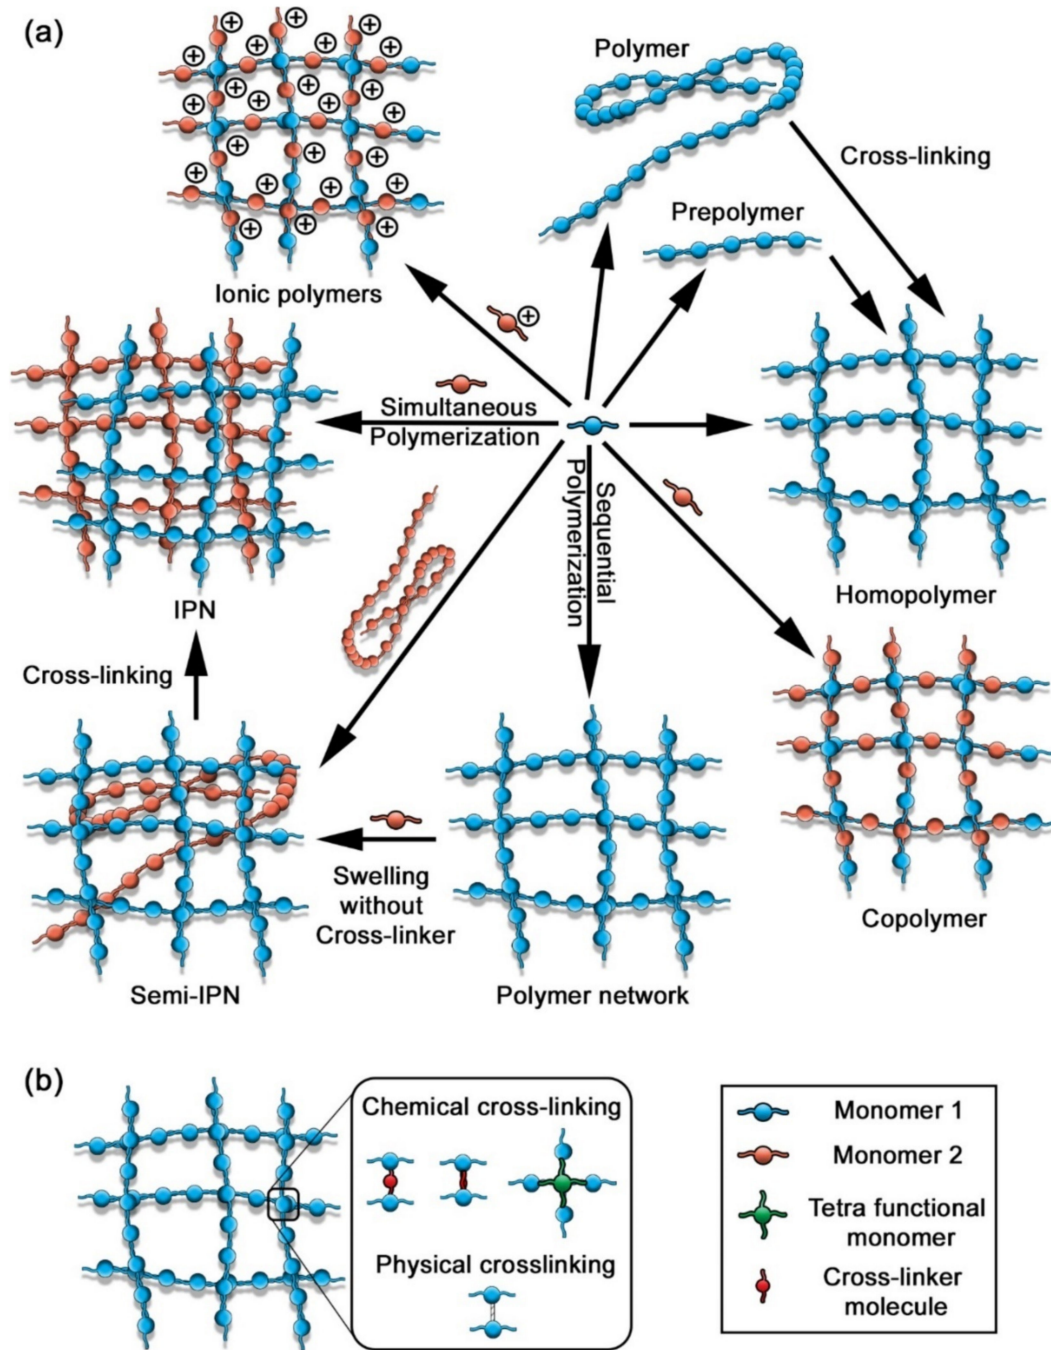 (a)
Polymer
Cross-linking
Prepolymer
Ionic polymers
Simultaneous
Polymerization
Sequential
Polymerization
Homopolymer
IPN
Cross-linking
Swelling
without
Cross-linker
Copolymer
Semi-IPN
Polymer network
(b)
Chemical cross-linking
Physical crosslinking
Monomer 1
Monomer 2
Tetra functional
monomer
Cross-linker
molecule